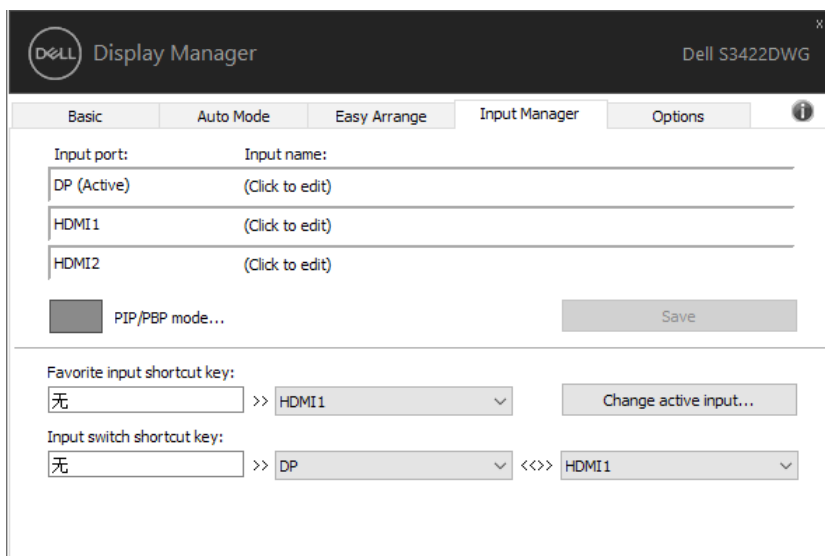 x
DELL Display Manager Dell S3422DWG
Basic Auto Mode Easy Arrange Input Manager Options i
Input port: Input name:
DP (Active) (Click to edit)
HDMI1 (Click to edit)
HDMI2 (Click to edit)
PIP/PBP mode... Save
Favorite input shortcut key:
无 >> HDMI1 Change active input...
Input switch shortcut key:
无 >> DP <<>> HDMI1